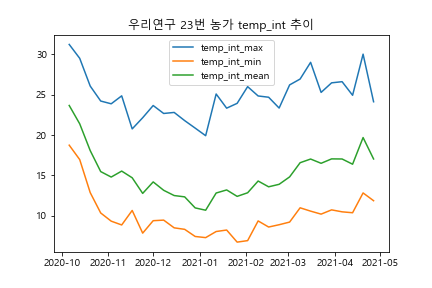 우리연구 23번 농가 temp_int 추이
temp_int_max
temp_int_min
temp_int_mean
30
25
20
15
10
2020-10 2020-11 2020-12 2021-01 2021-02 2021-03 2021-04 2021-05